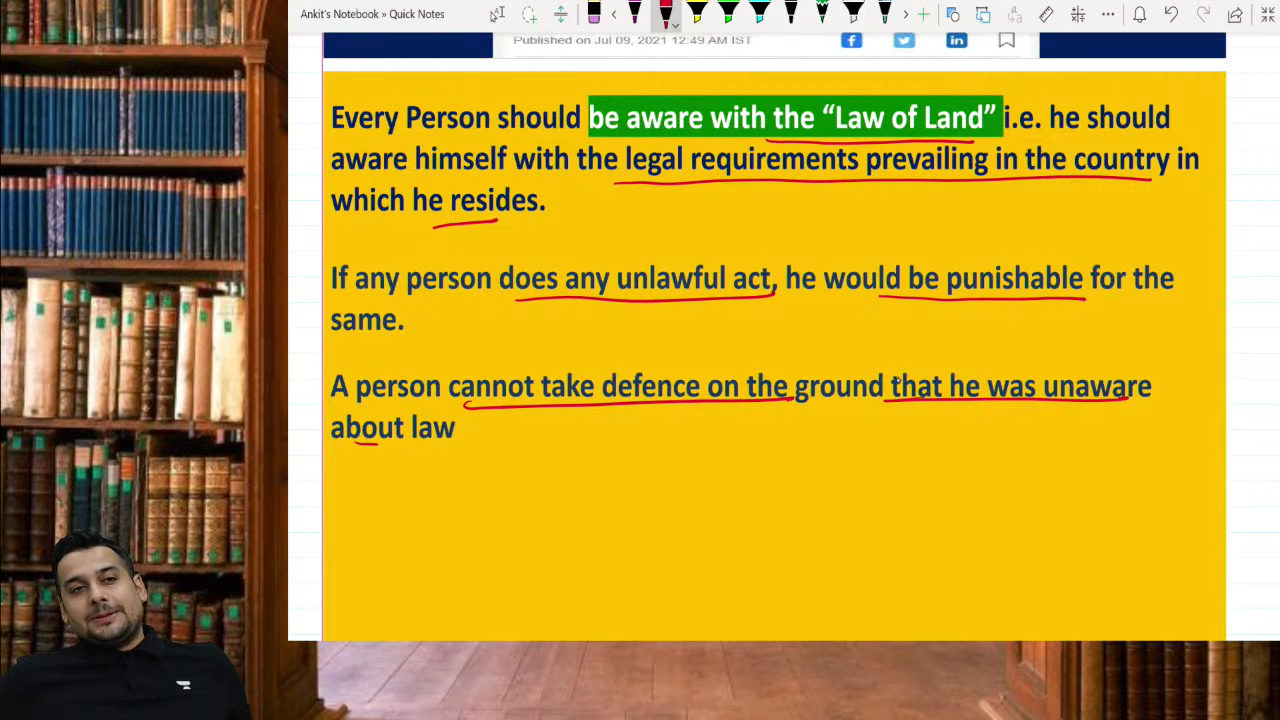 Ankit's Notebook » Quick Notes
Published on Jul 09, 2021 12:49 AM IST
Every Person should be aware with the “Law of Land” i.e. he should
aware himself with the legal requirements prevailing in the country in
which he resides.
If any person does any unlawful act, he would be punishable for the
same.
A person cannot take defence on the ground that he was unaware
about law